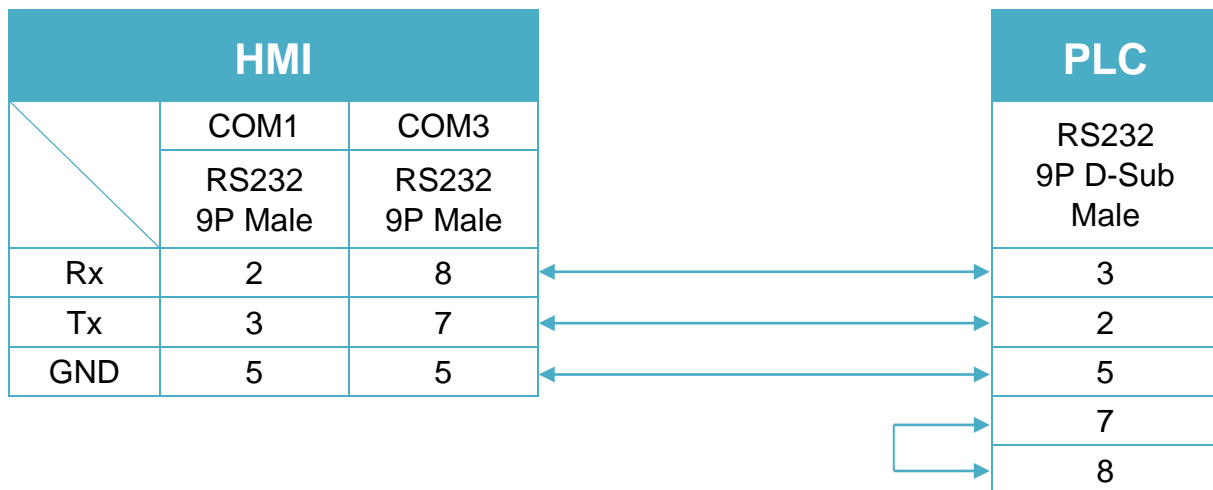 HMI
PLC
COM1
COM3
RS232
9P Male
RS232
9P Male
RS232
9P D-Sub
Male
Rx
2
8
3
Tx
3
7
2
GND
5
5
5
7
8